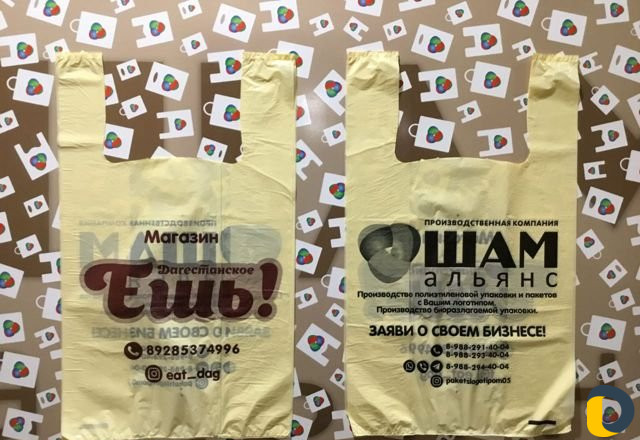 Магазин
Дагестанское
Ешь!
89285374996
eat_dag
ПРОИЗВОДСТВЕННАЯ КОМПАНИЯ
ШАМ
альянс
Производство полиэтиленовой упаковки и пакетов
с Вашим логотипом.
Производство биоразлагаемой упаковки.
ЗАЯВИ О СВОЕМ БИЗНЕСЕ!
8-988-291-40-04
8-988-293-40-04
8-988-294-40-04
paketslogotipom05